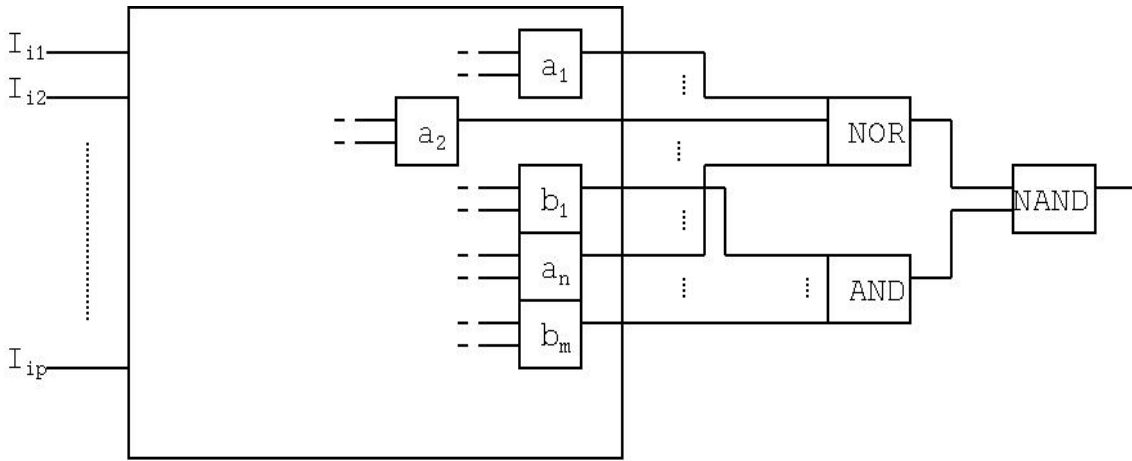 I_i1
a_1
I_i2
a_2
NOR
b_1
NAND
a_n
AND
b_m
I_ip